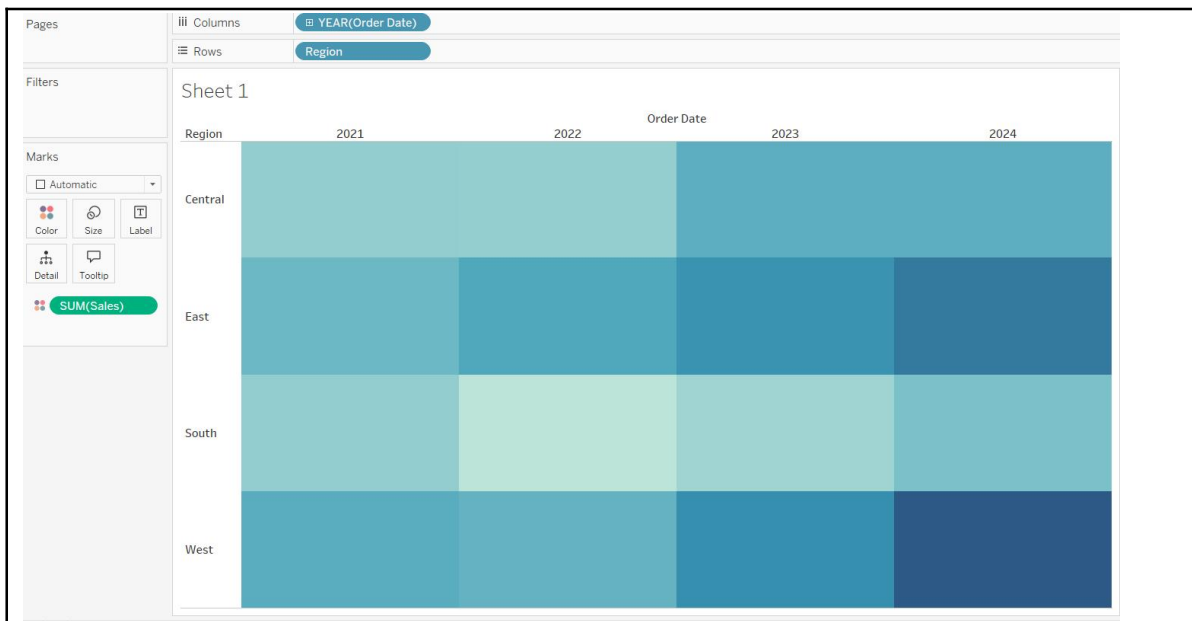 Pages
Columns YEAR(Order Date)
Rows Region
Filters
Marks
Automatic
Color Size Label
Detail Tooltip
SUM(Sales)
Sheet 1
Order Date
Region 2021 2022 2023 2024
Central
East
South
West